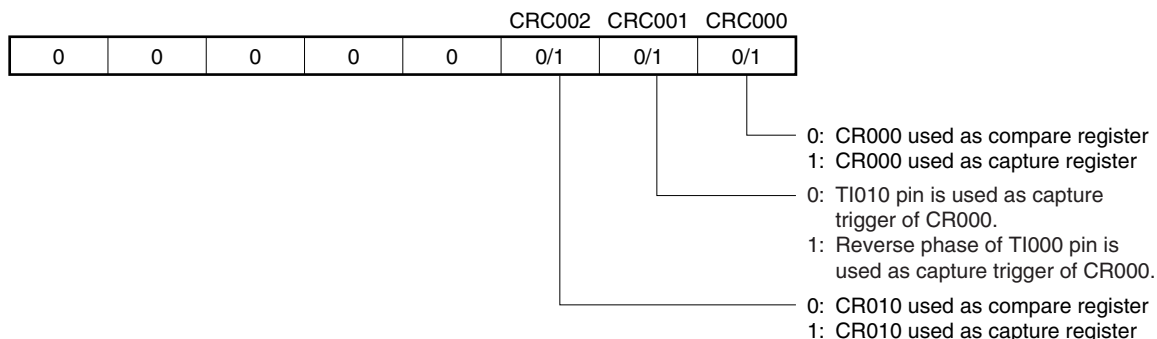 CRC002 CRC001 CRC000
0 0 0 0 0 0/1 0/1 0/1
0: CR000 used as compare register
1: CR000 used as capture register
0: TI010 pin is used as capture
trigger of CR000.
1: Reverse phase of TI000 pin is
used as capture trigger of CR000.
0: CR010 used as compare register
1: CR010 used as capture register